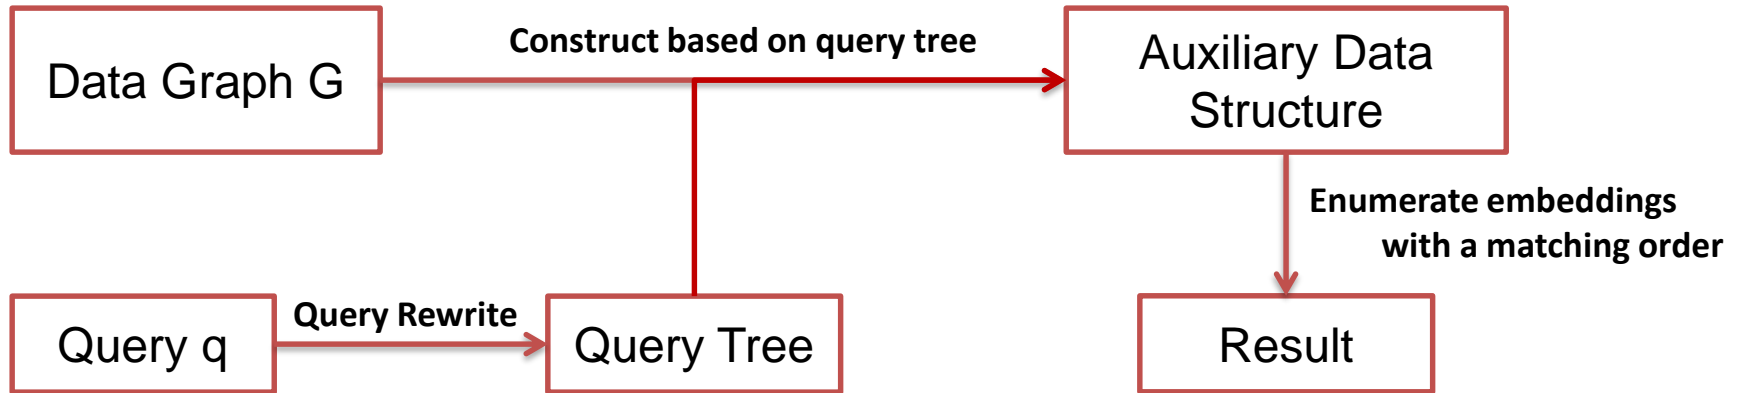 Construct based on query tree
Data Graph G
Auxiliary Data
Structure
Enumerate embeddings
with a matching order
Query q
Query Rewrite
Query Tree
Result